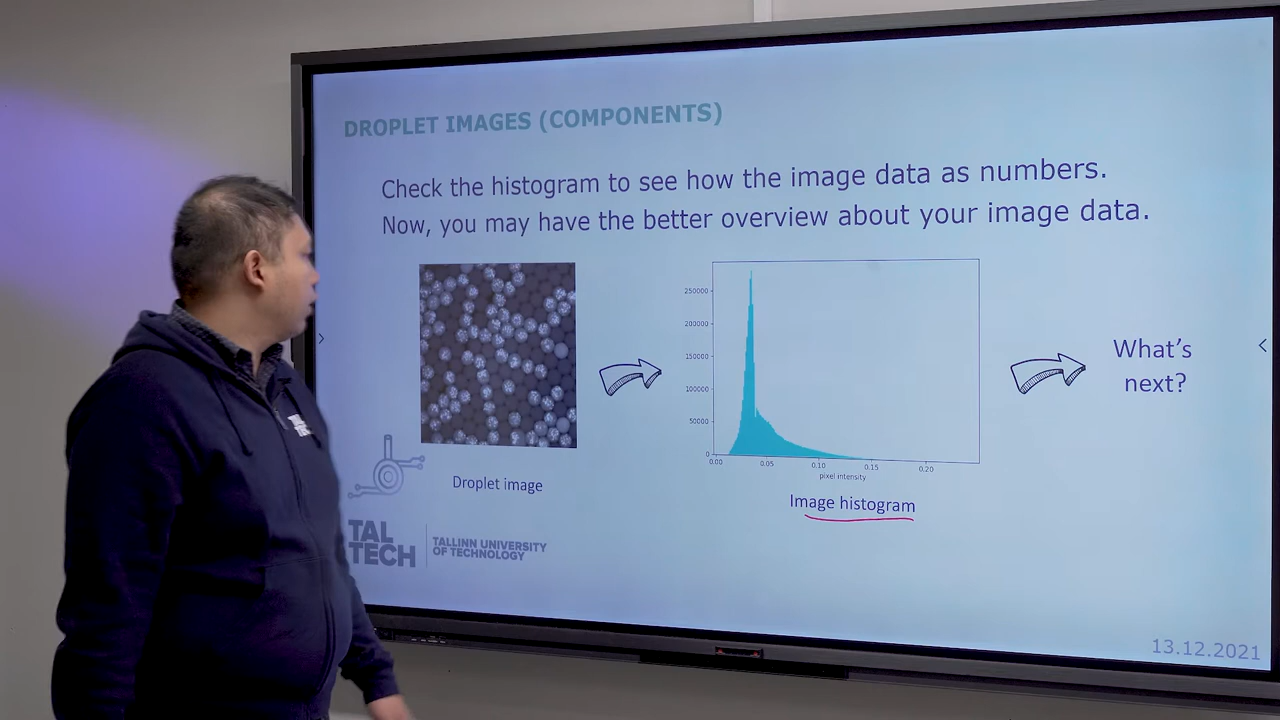 DROPLET IMAGES (COMPONENTS)
Check the histogram to see how the image data as numbers.
Now, you may have the better overview about your image data.
250000
200000
150000
100000
50000
0
0.00 0.05 0.10 0.15 0.20
pixel intensity
Droplet image
Image histogram
What's
next?
TAL
TECH
TALLINN UNIVERSITY
OF TECHNOLOGY
13.12.2021
TAL
TECH